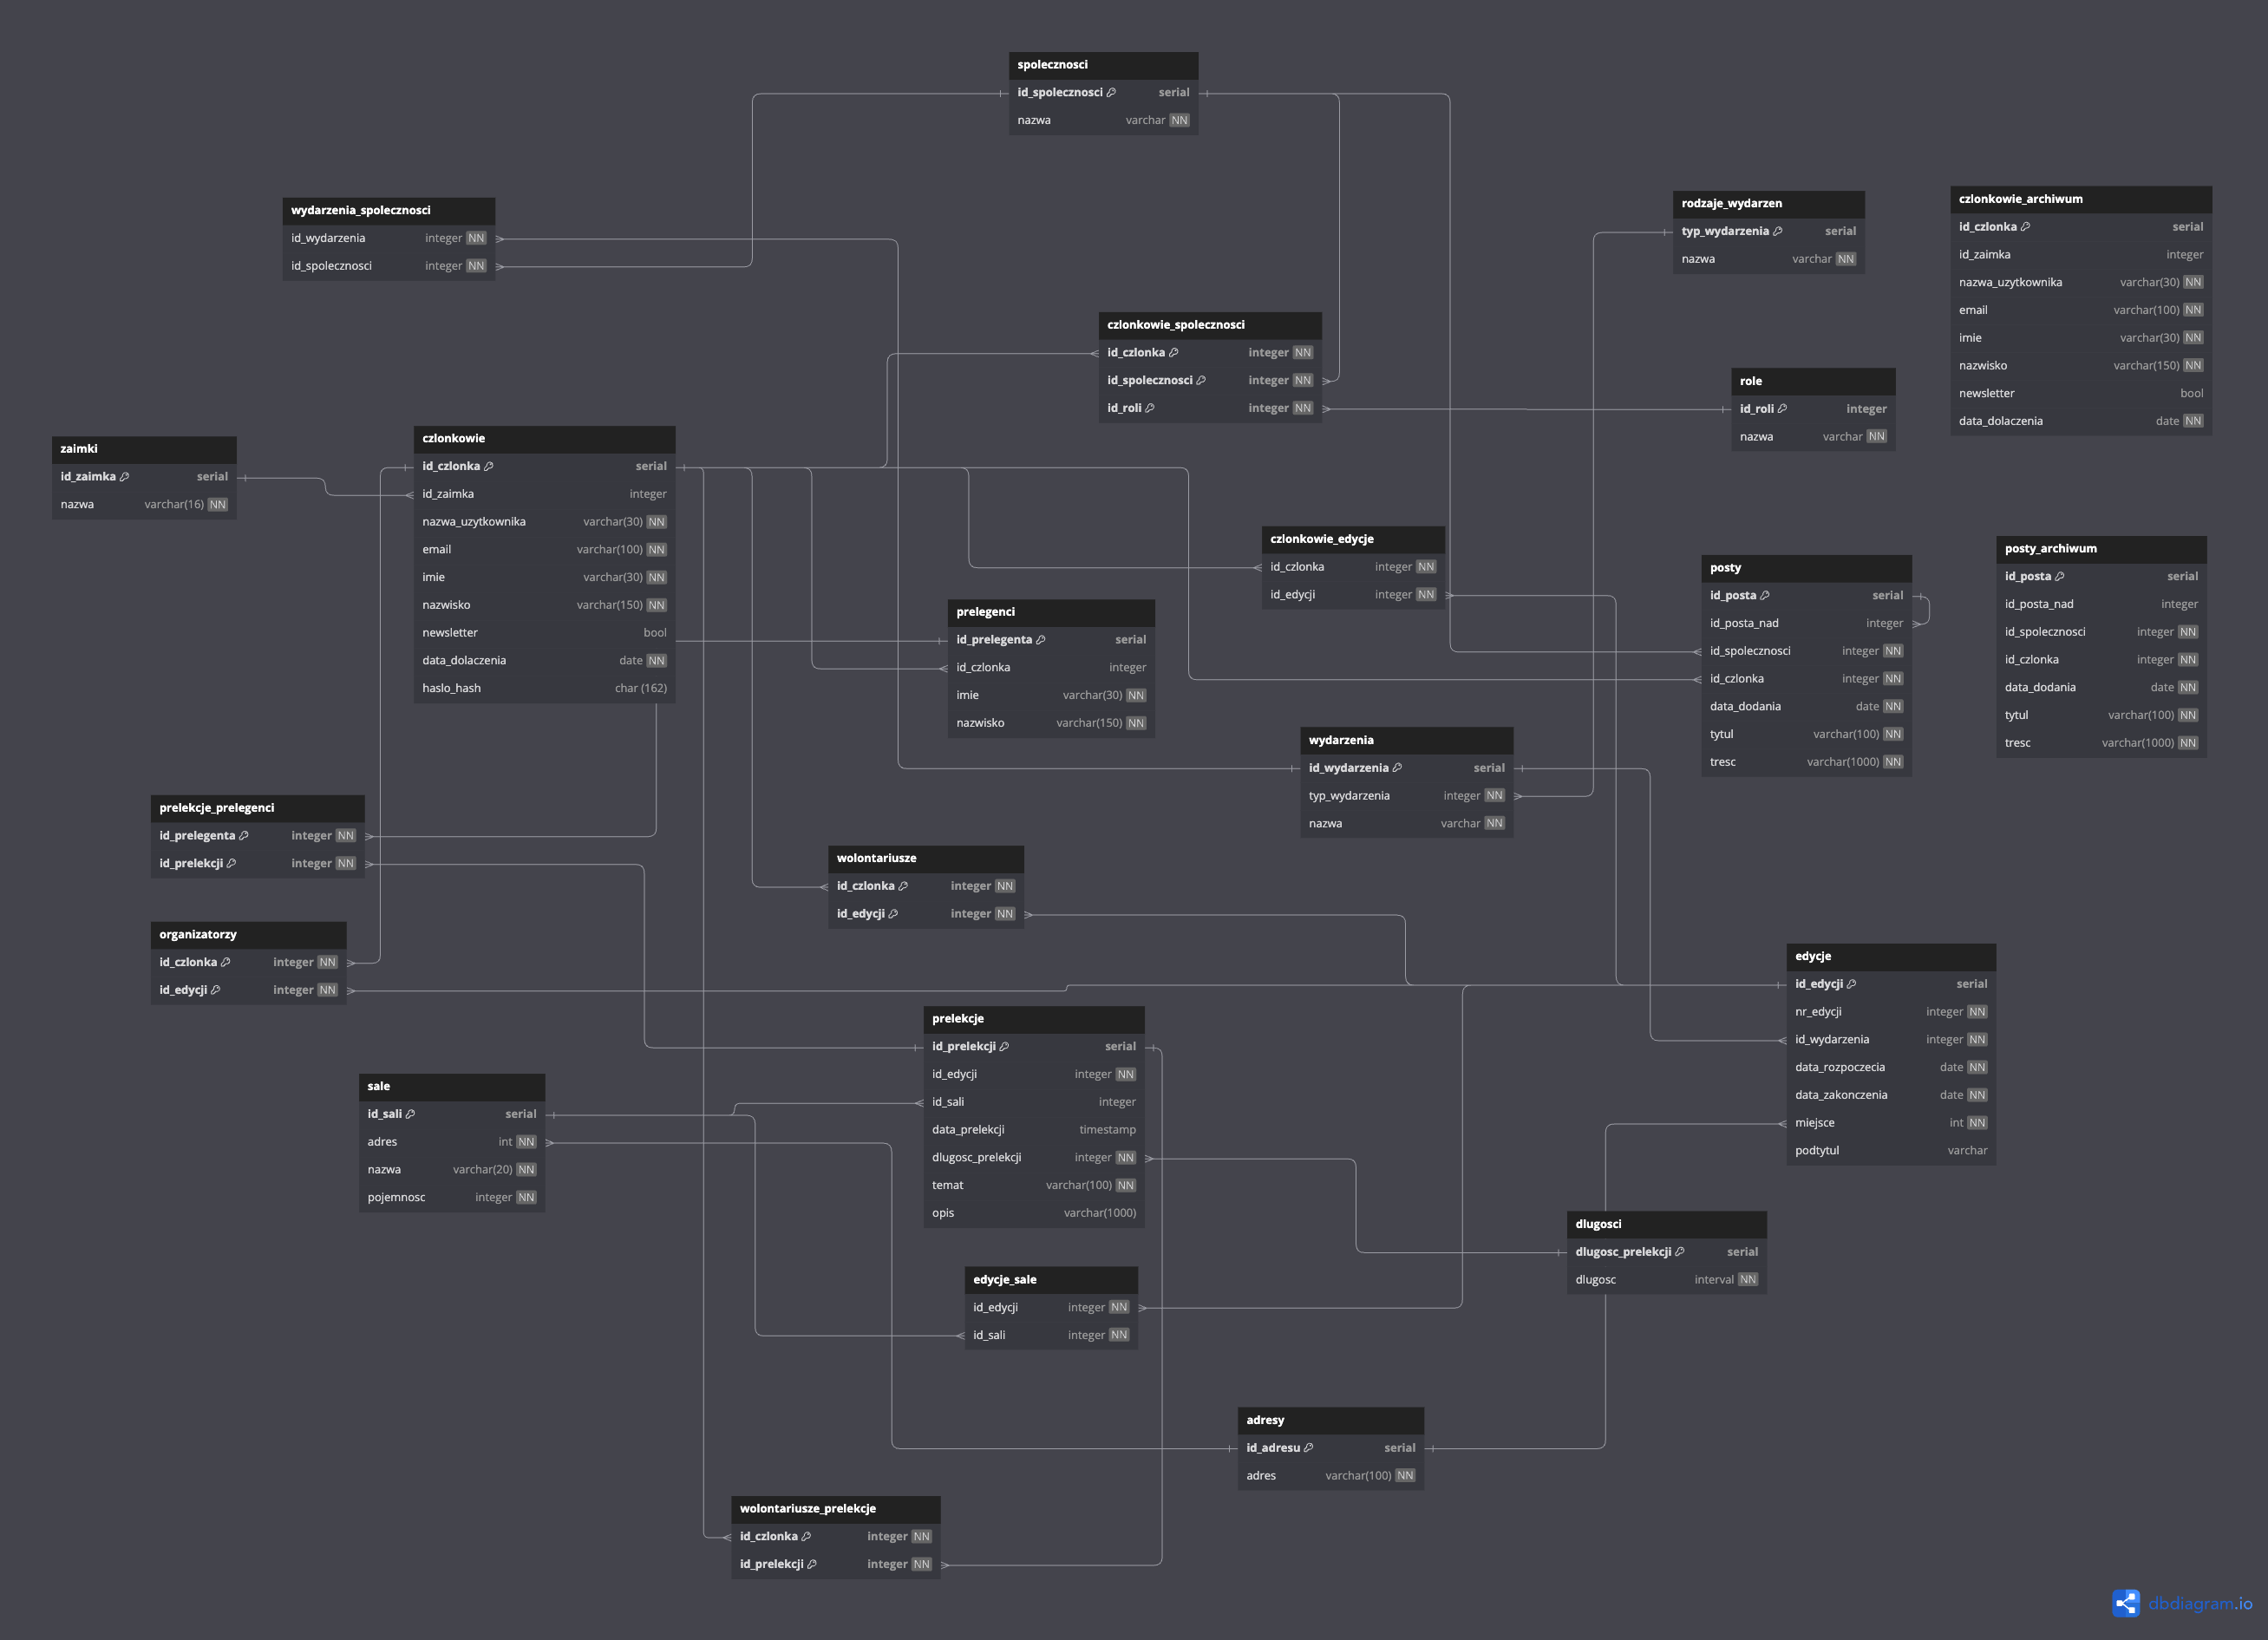 spolecznosci
id_spolecznosci serial
nazwa varchar NN
wydarzenia_spolecznosci
id_wydarzenia integer NN
id_spolecznosci integer NN
rodzaje_wydarzen
typ_wydarzenia serial
nazwa varchar NN
czlonkowie_archiwum
id_czlonka serial
id_zaimka integer
nazwa_uzytkownika varchar(30) NN
email varchar(100) NN
imie varchar(30) NN
nazwisko varchar(150) NN
newsletter bool
data_dolaczenia date NN
czlonkowie_spolecznosci
id_czlonka integer NN
id_spolecznosci integer NN
id_roli integer NN
role
id_roli integer
nazwa varchar NN
zaimki
id_zaimka serial
nazwa varchar(16) NN
czlonkowie
id_czlonka serial
id_zaimka integer
nazwa_uzytkownika varchar(30) NN
email varchar(100) NN
imie varchar(30) NN
nazwisko varchar(150) NN
newsletter bool
data_dolaczenia date NN
haslo_hash char (162)
czlonkowie_edycje
id_czlonka integer NN
id_edycji integer NN
posty
id_posta serial
id_posta_nad integer
id_spolecznosci integer NN
id_czlonka integer NN
data_dodania date NN
tytul varchar(100) NN
tresc varchar(1000) NN
posty_archiwum
id_posta serial
id_posta_nad integer
id_spolecznosci integer NN
id_czlonka integer NN
data_dodania date NN
tytul varchar(100) NN
tresc varchar(1000) NN
prelegenci
id_prelegenta serial
id_czlonka integer
imie varchar(30) NN
nazwisko varchar(150) NN
wydarzenia
id_wydarzenia serial
typ_wydarzenia integer NN
nazwa varchar NN
prelekcje_prelegenci
id_prelegenta integer NN
id_prelekcji integer NN
wolontariusze
id_czlonka integer NN
id_edycji integer NN
organizatorzy
id_czlonka integer NN
id_edycji integer NN
edycje
id_edycji serial
nr_edycji integer NN
id_wydarzenia integer NN
data_rozpoczecia date NN
data_zakonczenia date NN
miejsce int NN
podtytul varchar
prelekcje
id_prelekcji serial
id_edycji integer NN
id_sali integer
data_prelekcji timestamp
dlugosc_prelekcji integer NN
temat varchar(100) NN
opis varchar(1000)
sale
id_sali serial
adres int NN
nazwa varchar(20) NN
pojemnosc integer NN
dlugosci
dlugosc_prelekcji serial
dlugosc interval NN
edycje_sale
id_edycji integer NN
id_sali integer NN
adresy
id_adresu serial
adres varchar(100) NN
wolontariusze_prelekcje
id_czlonka integer NN
id_prelekcji integer NN
dbdiagram.io